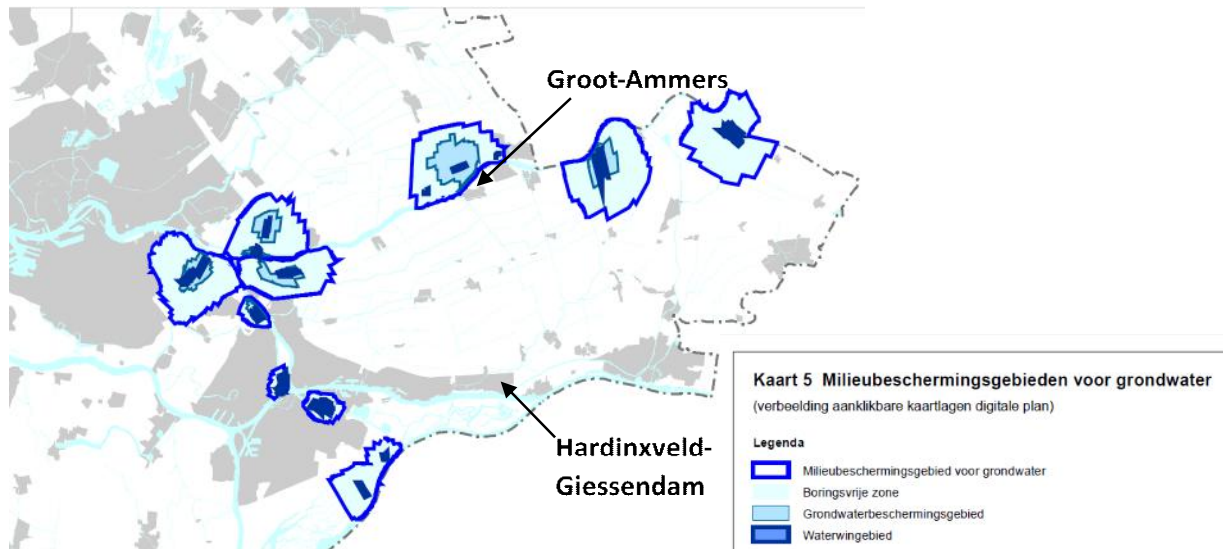 Groot-Ammers
Hardinxveld-
Giessendam
Kaart 5 Milieubeschermingsgebieden voor grondwater
(verbeelding aanklikbare kaartlagen digitale plan)
Legenda
Milieubeschermingsgebied voor grondwater
Boringsvrije zone
Grondwaterbeschermingsgebied
Waterwingebied